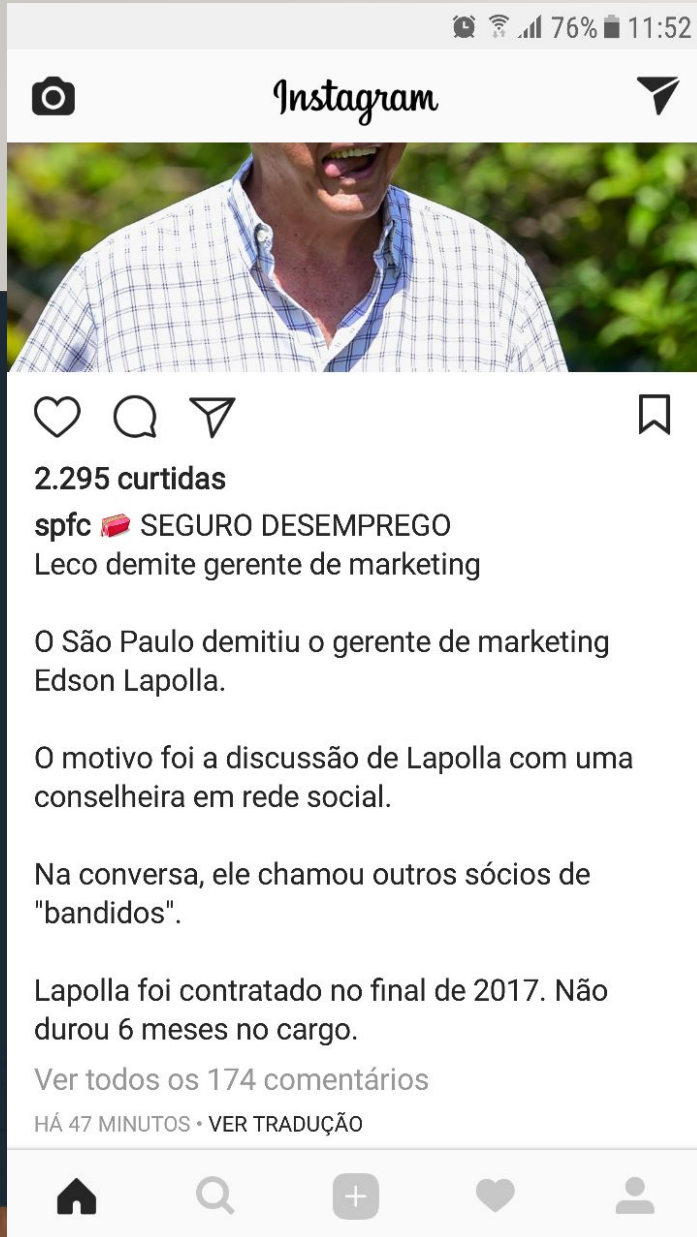 76% 11:52
Instagram
2.295 curtidas
spfc SEGURO DESEMPREGO
Leco demite gerente de marketing
O São Paulo demitiu o gerente de marketing
Edson Lapolla.
O motivo foi a discussão de Lapolla com uma
conselheira em rede social.
Na conversa, ele chamou outros sócios de
"bandidos".
Lapolla foi contratado no final de 2017. Não
durou 6 meses no cargo.
Ver todos os 174 comentários
HÁ 47 MINUTOS • VER TRADUÇÃO